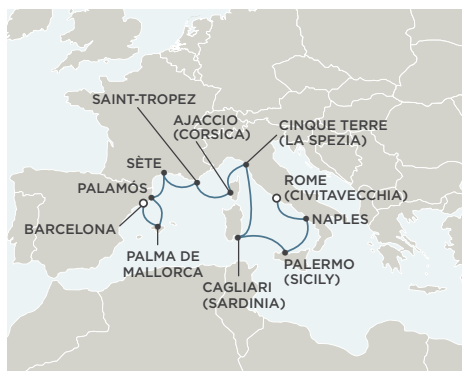 SAINT-TROPEZ
AJACCIO
(CORSICA)
CINQUE TERRE
(LA SPEZIA)
SÈTE
PALAMÓS
ROME
(CIVITAVECCHIA)
NAPLES
BARCELONA
PALMA DE
MALLORCA
PALERMO
(SICILY)
CAGLIARI
(SARDINIA)